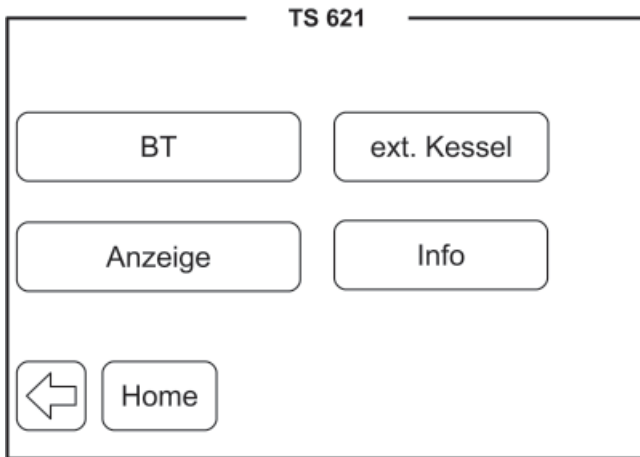 TS 621
BT
ext. Kessel
Anzeige
Info
Home